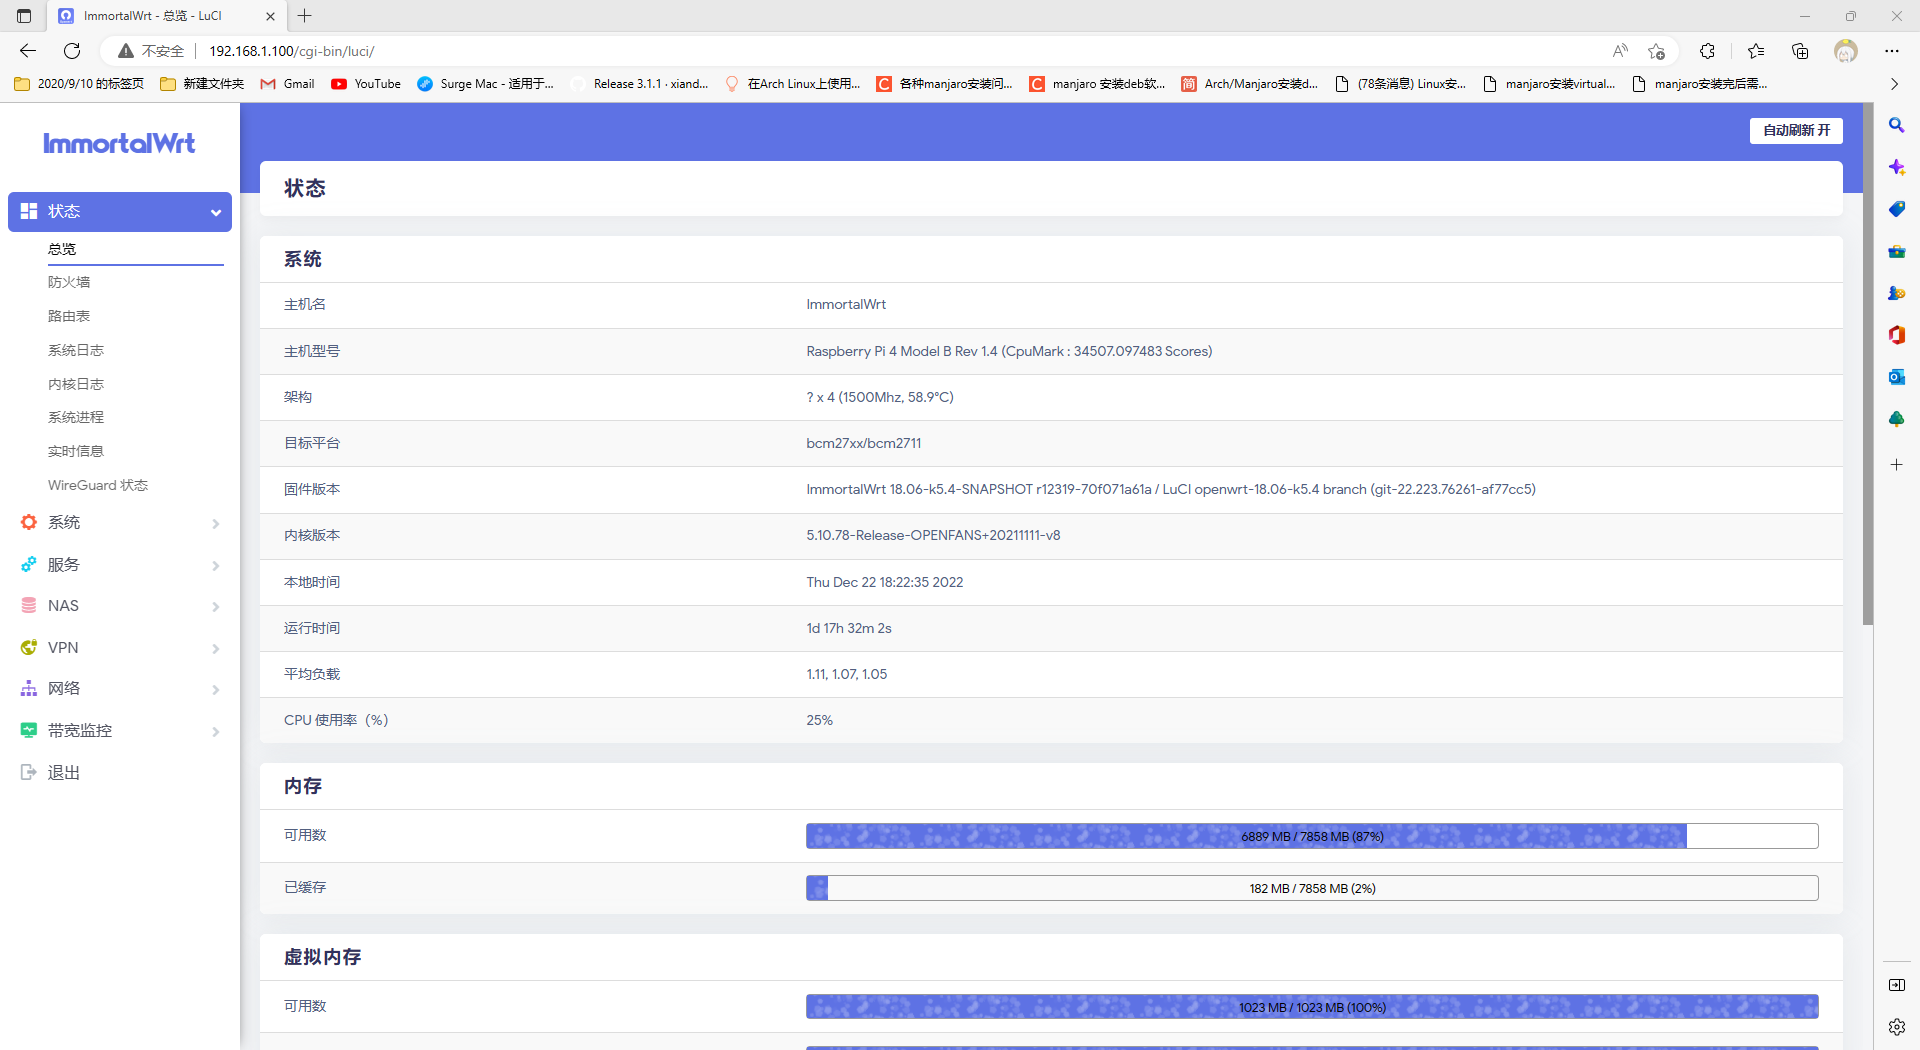 ImmortalWrt - 总览 - LuCI
不安全 192.168.1.100/cgi-bin/luci/
2020/9/10 的标签页 新建文件夹 Gmail YouTube Surge Mac - 适用于... Release 3.1.1 · xiand... 在Arch Linux上使用... 各种manjaro安装问... manjaro 安装deb软... Arch/Manjaro安装d... (78条消息) Linux安... manjaro安装virtual... manjaro安装完后需...
ImmortalWrt
自动刷新 开
状态
总览
防火墙
路由表
系统日志
内核日志
系统进程
实时信息
WireGuard 状态
系统
服务
NAS
VPN
网络
带宽监控
退出
状态
系统
主机名 ImmortalWrt
主机型号 Raspberry Pi 4 Model B Rev 1.4 (CpuMark : 34507.097483 Scores)
架构 ? x 4 (1500Mhz, 58.9°C)
目标平台 bcm27xx/bcm2711
固件版本 ImmortalWrt 18.06-k5.4-SNAPSHOT r12319-70f071a61a / LuCI openwrt-18.06-k5.4 branch (git-22.223.76261-af77cc5)
内核版本 5.10.78-Release-OPENFANS+20211111-v8
本地时间 Thu Dec 22 18:22:35 2022
运行时间 1d 17h 32m 2s
平均负载 1.11, 1.07, 1.05
CPU 使用率（%） 25%
内存
可用数 6889 MB / 7858 MB (87%)
已缓存 182 MB / 7858 MB (2%)
虚拟内存
可用数 1023 MB / 1023 MB (100%)